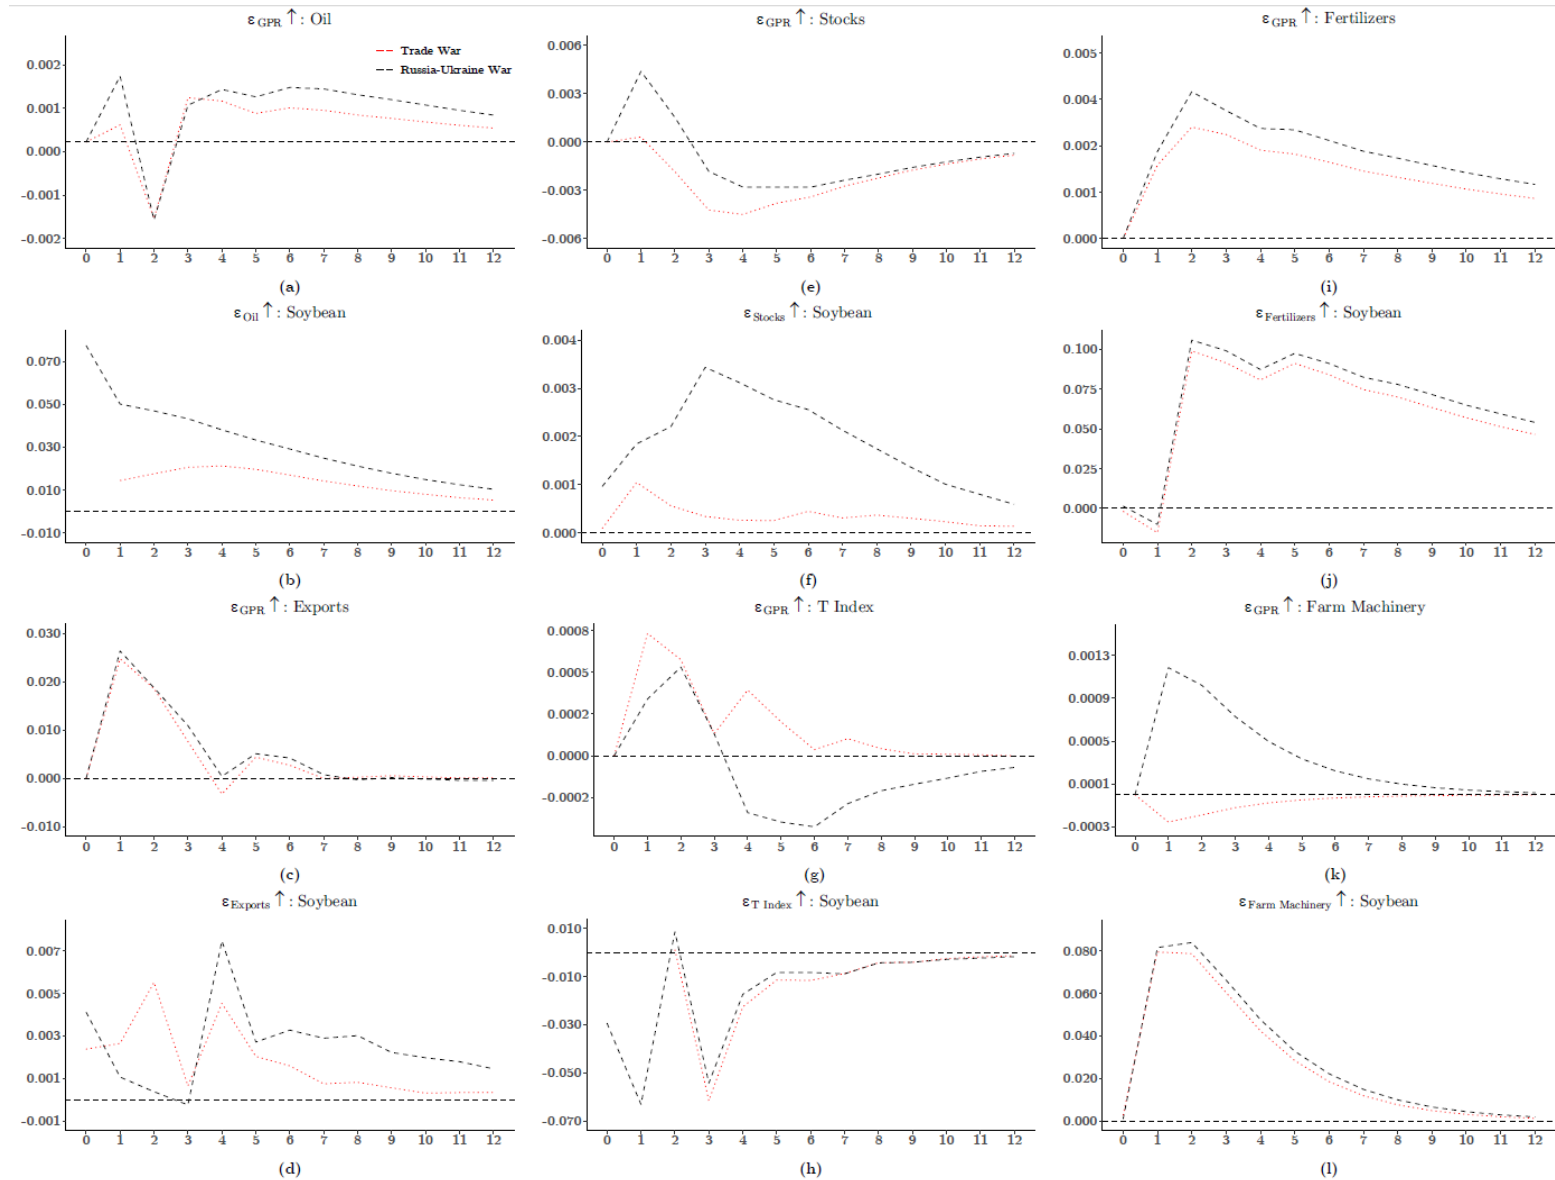 εGPR ↑ : Oil
Trade War
Russia-Ukraine War
0.002
0.001
0.000
-0.001
-0.002
0 1 2 3 4 5 6 7 8 9 10 11 12
(a)
εGPR ↑ : Stocks
0.006
0.003
0.000
-0.003
-0.006
0 1 2 3 4 5 6 7 8 9 10 11 12
(e)
εGPR ↑ : Fertilizers
0.005
0.004
0.002
0.001
0.000
0 1 2 3 4 5 6 7 8 9 10 11 12
(i)
εOil ↑ : Soybean
0.070
0.050
0.030
0.010
-0.010
0 1 2 3 4 5 6 7 8 9 10 11 12
(b)
εStocks ↑ : Soybean
0.004
0.003
0.002
0.001
0.000
0 1 2 3 4 5 6 7 8 9 10 11 12
(f)
εFertilizers ↑ : Soybean
0.100
0.075
0.050
0.025
0.000
0 1 2 3 4 5 6 7 8 9 10 11 12
(j)
εGPR ↑ : Exports
0.030
0.020
0.010
0.000
-0.010
0 1 2 3 4 5 6 7 8 9 10 11 12
(c)
εGPR ↑ : T Index
0.0008
0.0005
0.0002
0.0000
-0.0002
0 1 2 3 4 5 6 7 8 9 10 11 12
(g)
εGPR ↑ : Farm Machinery
0.0013
0.0009
0.0005
0.0001
-0.0003
0 1 2 3 4 5 6 7 8 9 10 11 12
(k)
εExports ↑ : Soybean
0.007
0.005
0.003
0.001
-0.001
0 1 2 3 4 5 6 7 8 9 10 11 12
(d)
εT Index ↑ : Soybean
0.010
-0.010
-0.030
-0.050
-0.070
0 1 2 3 4 5 6 7 8 9 10 11 12
(h)
εFarm Machinery ↑ : Soybean
0.080
0.060
0.040
0.020
0.000
0 1 2 3 4 5 6 7 8 9 10 11 12
(l)